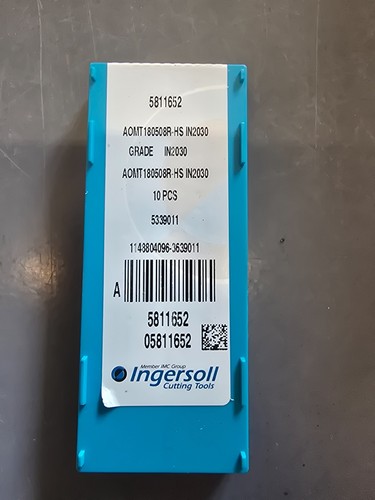 5811652
AOMT180508R-HS IN2030
GRADE IN2030
AOMT180508R-HS IN2030
10 PCS
5339011
1148804096-3639011
A
5811652
05811652
Member IMC Group
Ingersoll
Cutting Tools